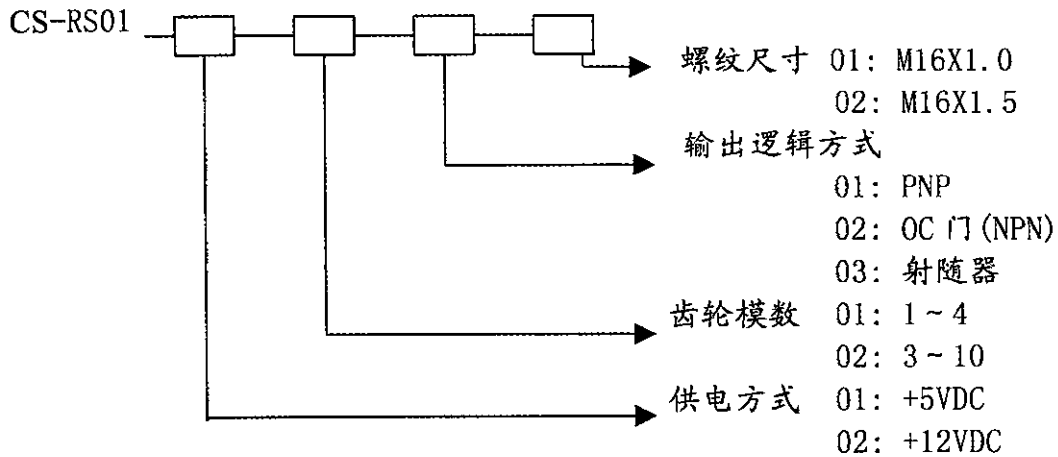 CS-RS01
螺纹尺寸 01: M16X1.0
02: M16X1.5
输出逻辑方式
01: PNP
02: OC门(NPN)
03: 射随器
齿轮模数 01: 1~4
02: 3~10
供电方式 01: +5VDC
02: +12VDC